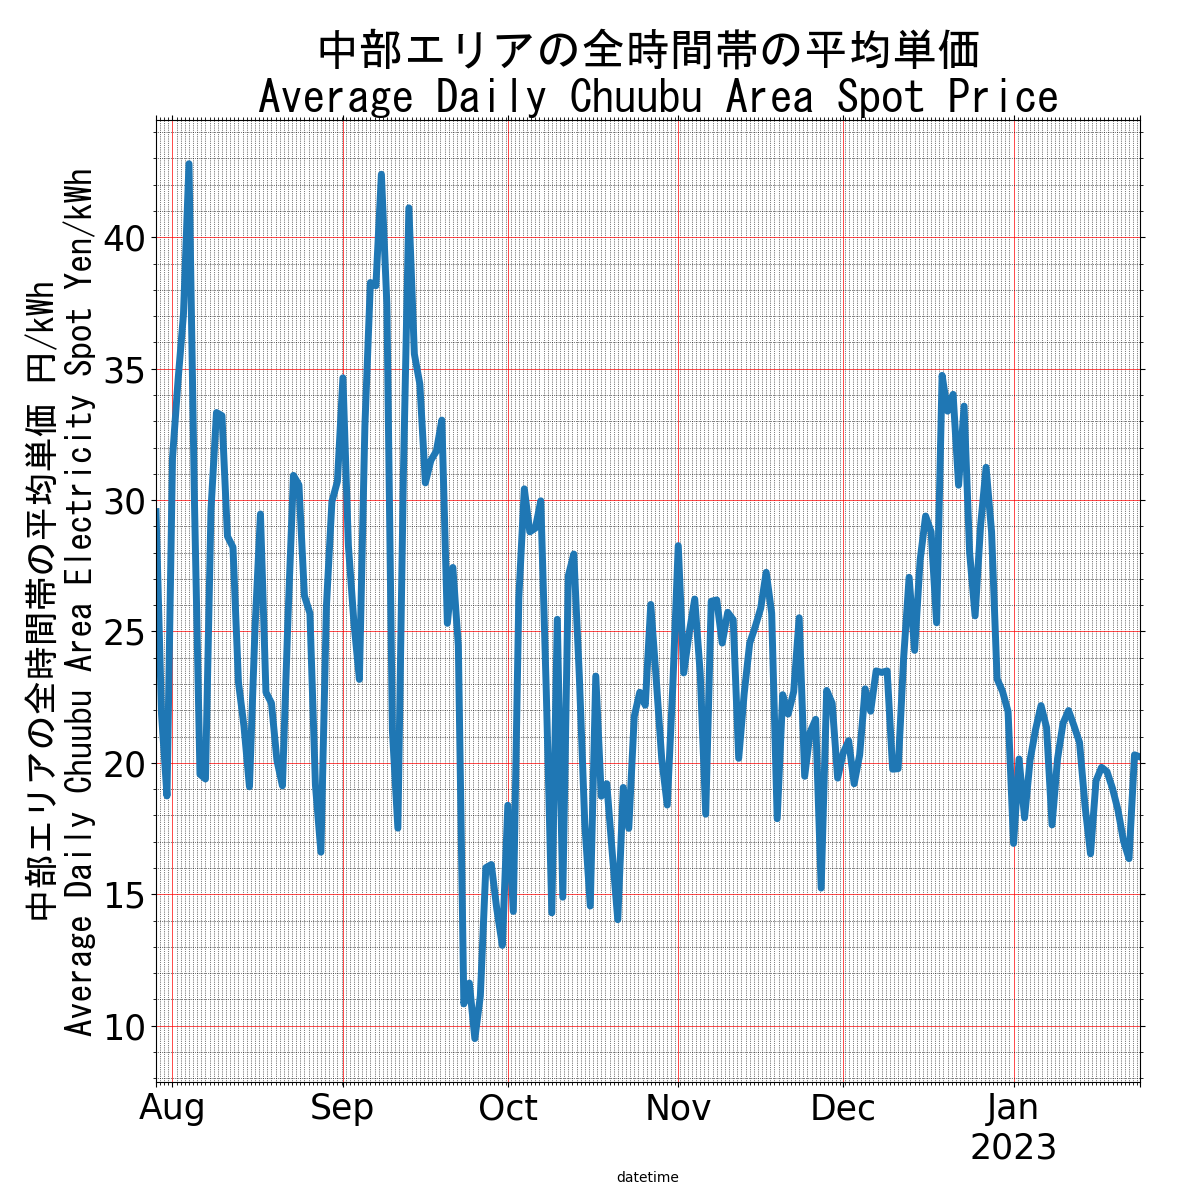 中部エリアの全時間帯の平均単価
Average Daily Chuubu Area Spot Price
中部エリアの全時間帯の平均単価 円/kWh
Average Daily Chuubu Area Electricity Spot Yen/kWh
40
35
30
25
20
15
10
Aug Sep Oct Nov Dec Jan
2023
datetime